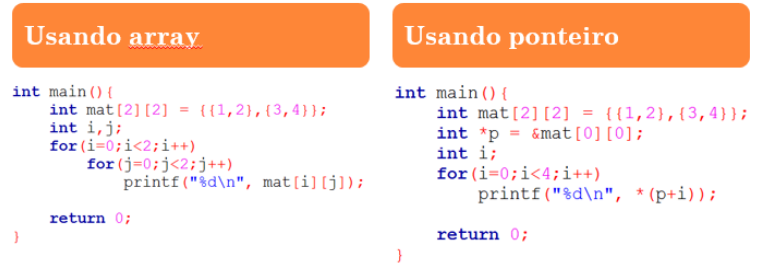 Usando array
int main(){
    int mat[2][2] = {{1,2},{3,4}};
    int i,j;
    for(i=0;i<2;i++)
        for(j=0;j<2;j++)
            printf("%d\n", mat[i][j]);
    return 0;
}
Usando ponteiro
int main(){
    int mat[2][2] = {{1,2},{3,4}};
    int *p = &mat[0][0];
    int i;
    for(i=0;i<4;i++)
        printf("%d\n", *(p+i));
    return 0;
}